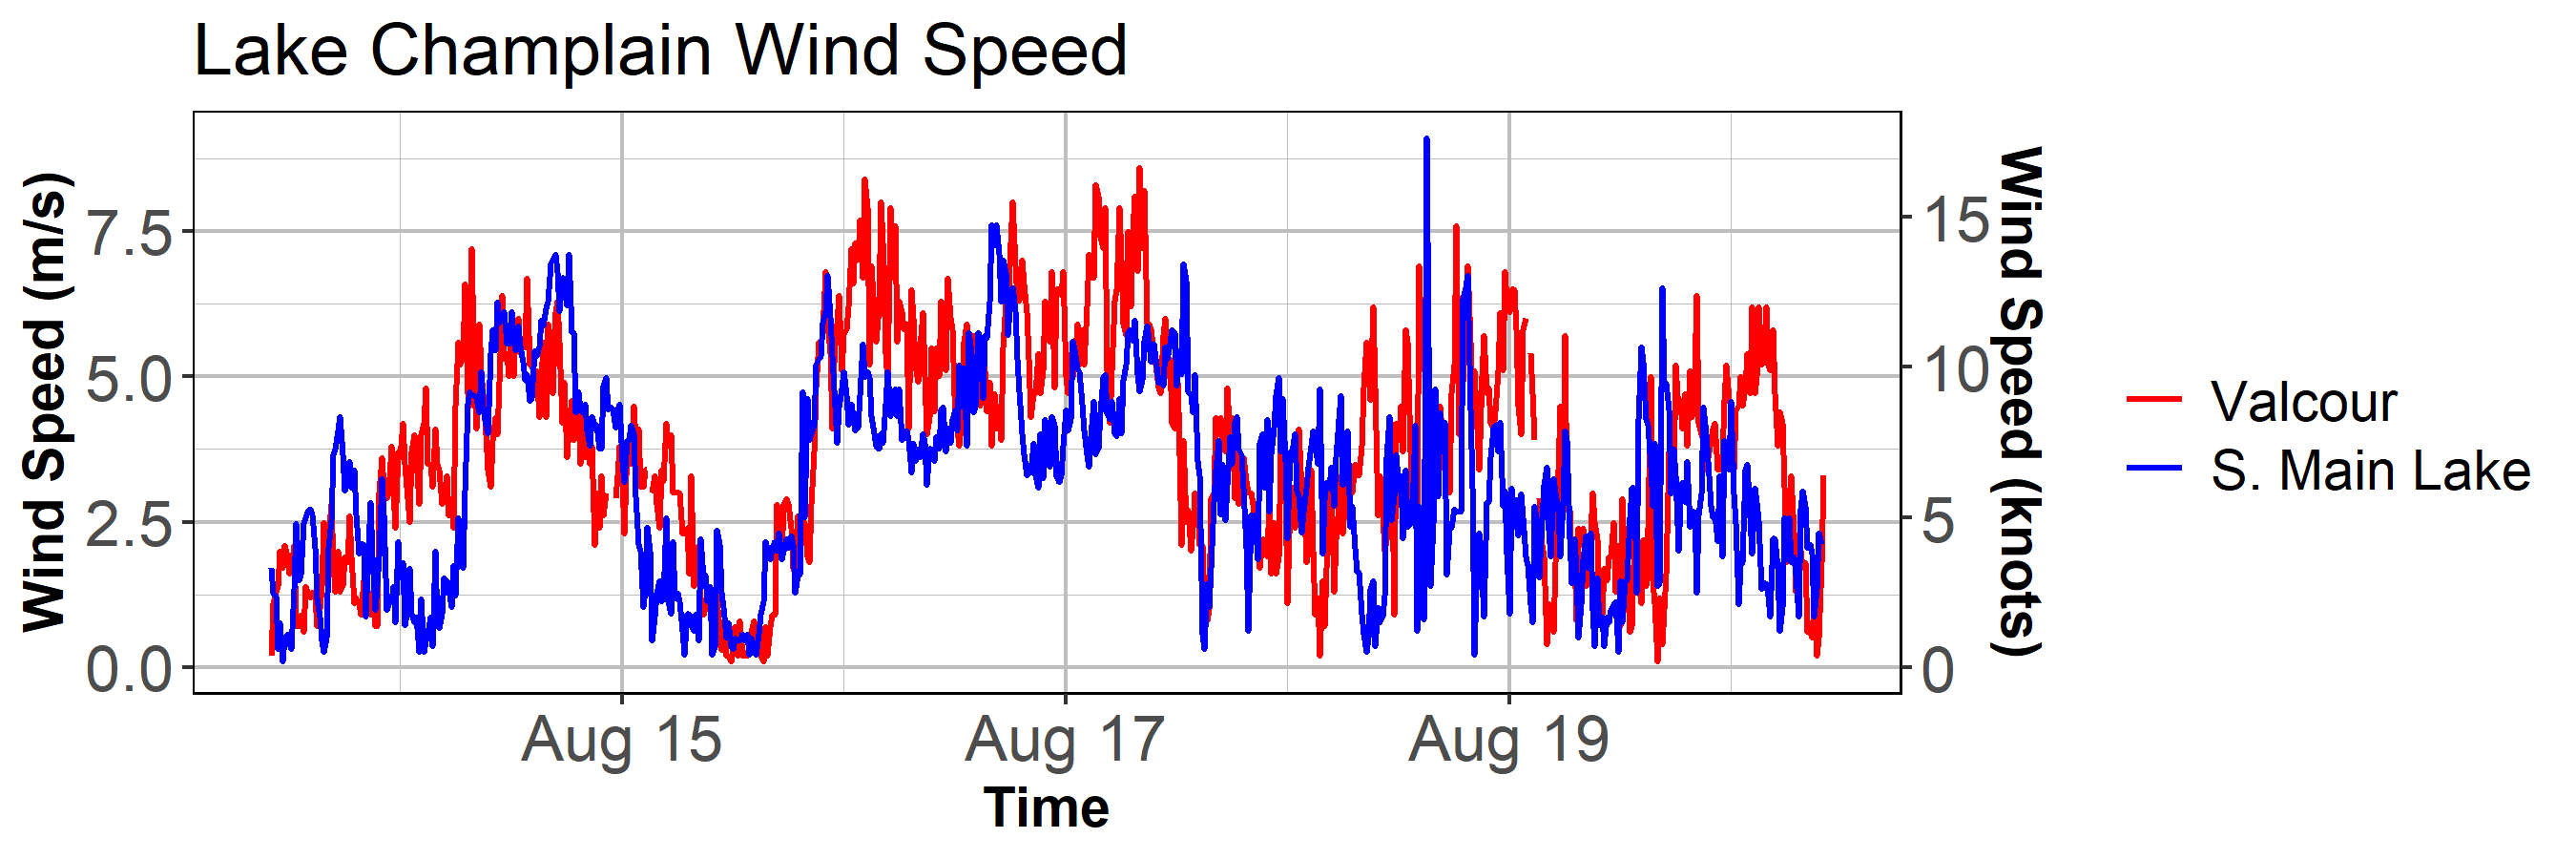 Lake Champlain Wind Speed
Wind Speed (m/s)
7.5
5.0
2.5
0.0
15
10
5
0
Wind Speed (knots)
Aug 15
Aug 17
Aug 19
Time
Valcour
S. Main Lake